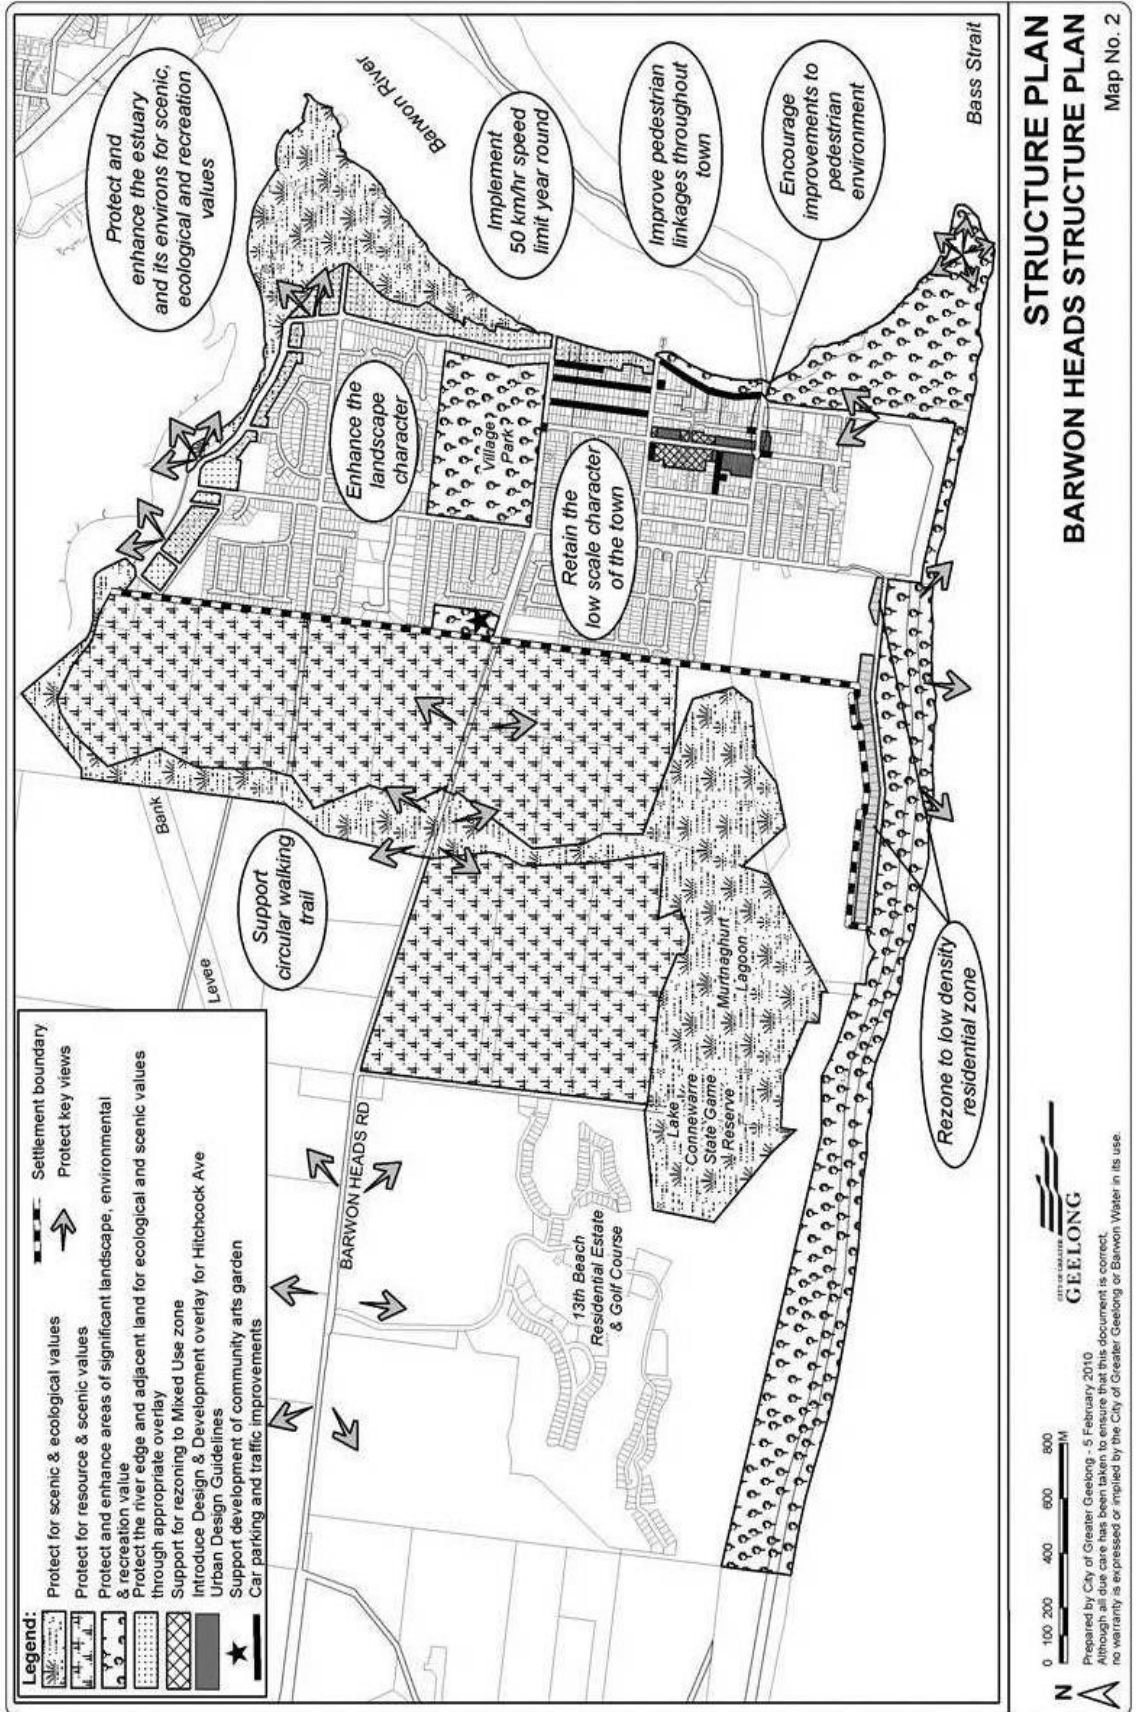 Protect and
enhance the estuary
and its environs for scenic,
ecological and recreation
values
Barwon River
Implement
50 km/hr speed
limit year round
Improve pedestrian
linkages throughout
town
Encourage
improvements to
pedestrian
environment
Bass Strait
Enhance the
landscape
character
Village
Park
Retain the
low scale character
of the town
Bank
Levee
Support
circular walking
trail
BARWON HEADS RD
Lake
Connewarre
State Game
Reserve
Murtnaghurt
Lagoon
13th Beach
Residential Estate
& Golf Course
Rezone to low density
residential zone
Legend:
Protect for scenic & ecological values
Protect for resource & scenic values
Protect and enhance areas of significant landscape, environmental
& recreation value
Protect the river edge and adjacent land for ecological and scenic values
through appropriate overlay
Support for rezoning to Mixed Use zone
Introduce Design & Development overlay for Hitchcock Ave
Urban Design Guidelines
Support development of community arts garden
Car parking and traffic improvements
Settlement boundary
Protect key views
N
0 100 200 400 600 800
M
Prepared by City of Greater Geelong - 5 February 2010
Although all due care has been taken to ensure that this document is correct,
no warranty is expressed or implied by the City of Greater Geelong or Barwon Water in its use.
CITY OF GREATER
GEELONG
STRUCTURE PLAN
BARWON HEADS STRUCTURE PLAN
Map No. 2